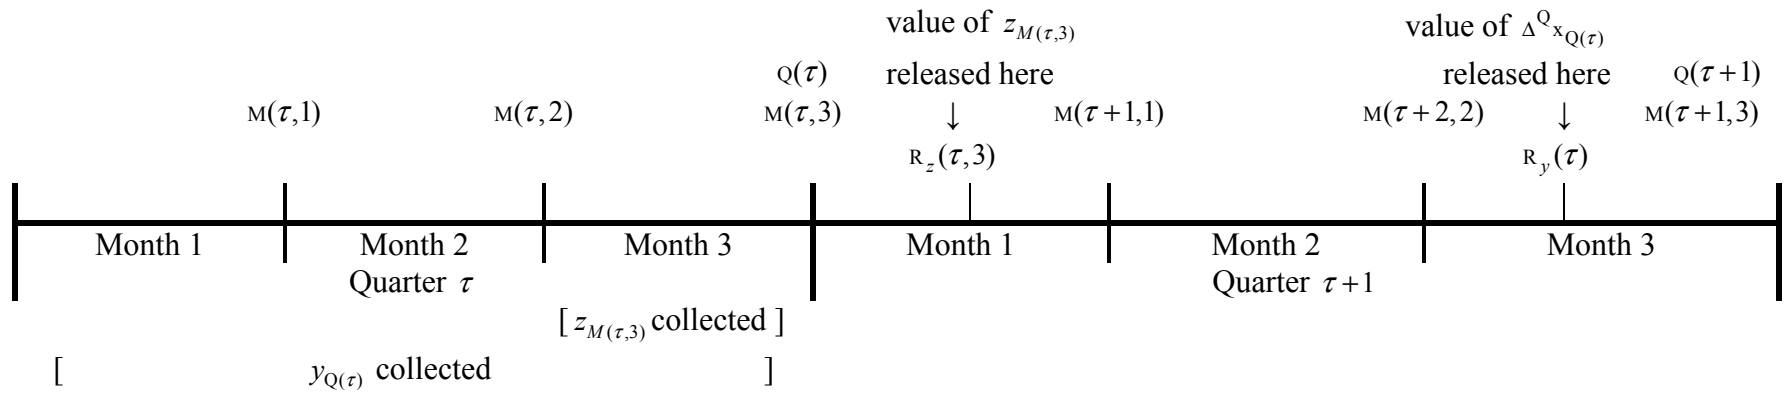 value of z_{M(τ,3)} value of Δ^Q x_{Q(τ)}
Q(τ) released here released here Q(τ+1)
M(τ,1) M(τ,2) M(τ,3) ↓ M(τ+1,1) M(τ+2,2) ↓ M(τ+1,3)
R_z(τ,3) R_y(τ)
Month 1 Month 2 Month 3 Month 1 Month 2 Month 3
Quarter τ Quarter τ+1
[ z_{M(τ,3)} collected ]
[ y_{Q(τ)} collected ]